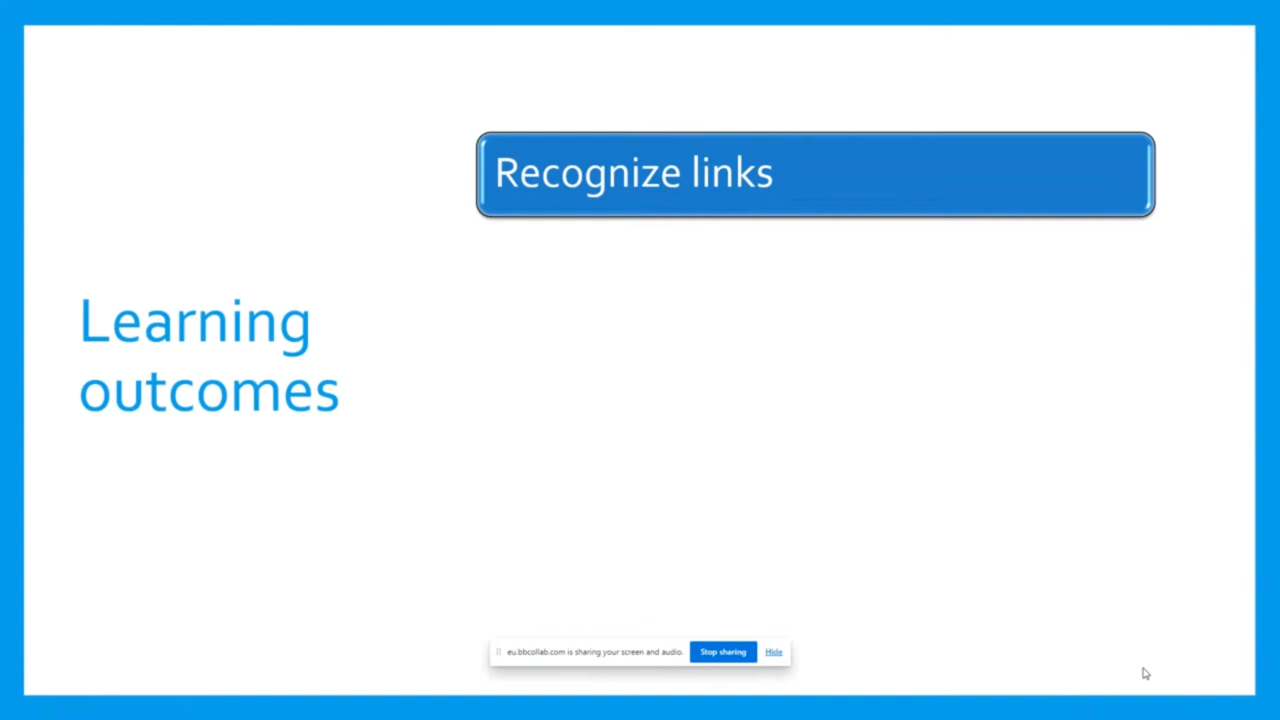 Recognize links
Learning
outcomes
eu.bbcollab.com is sharing your screen and audio.
Stop sharing
Hide